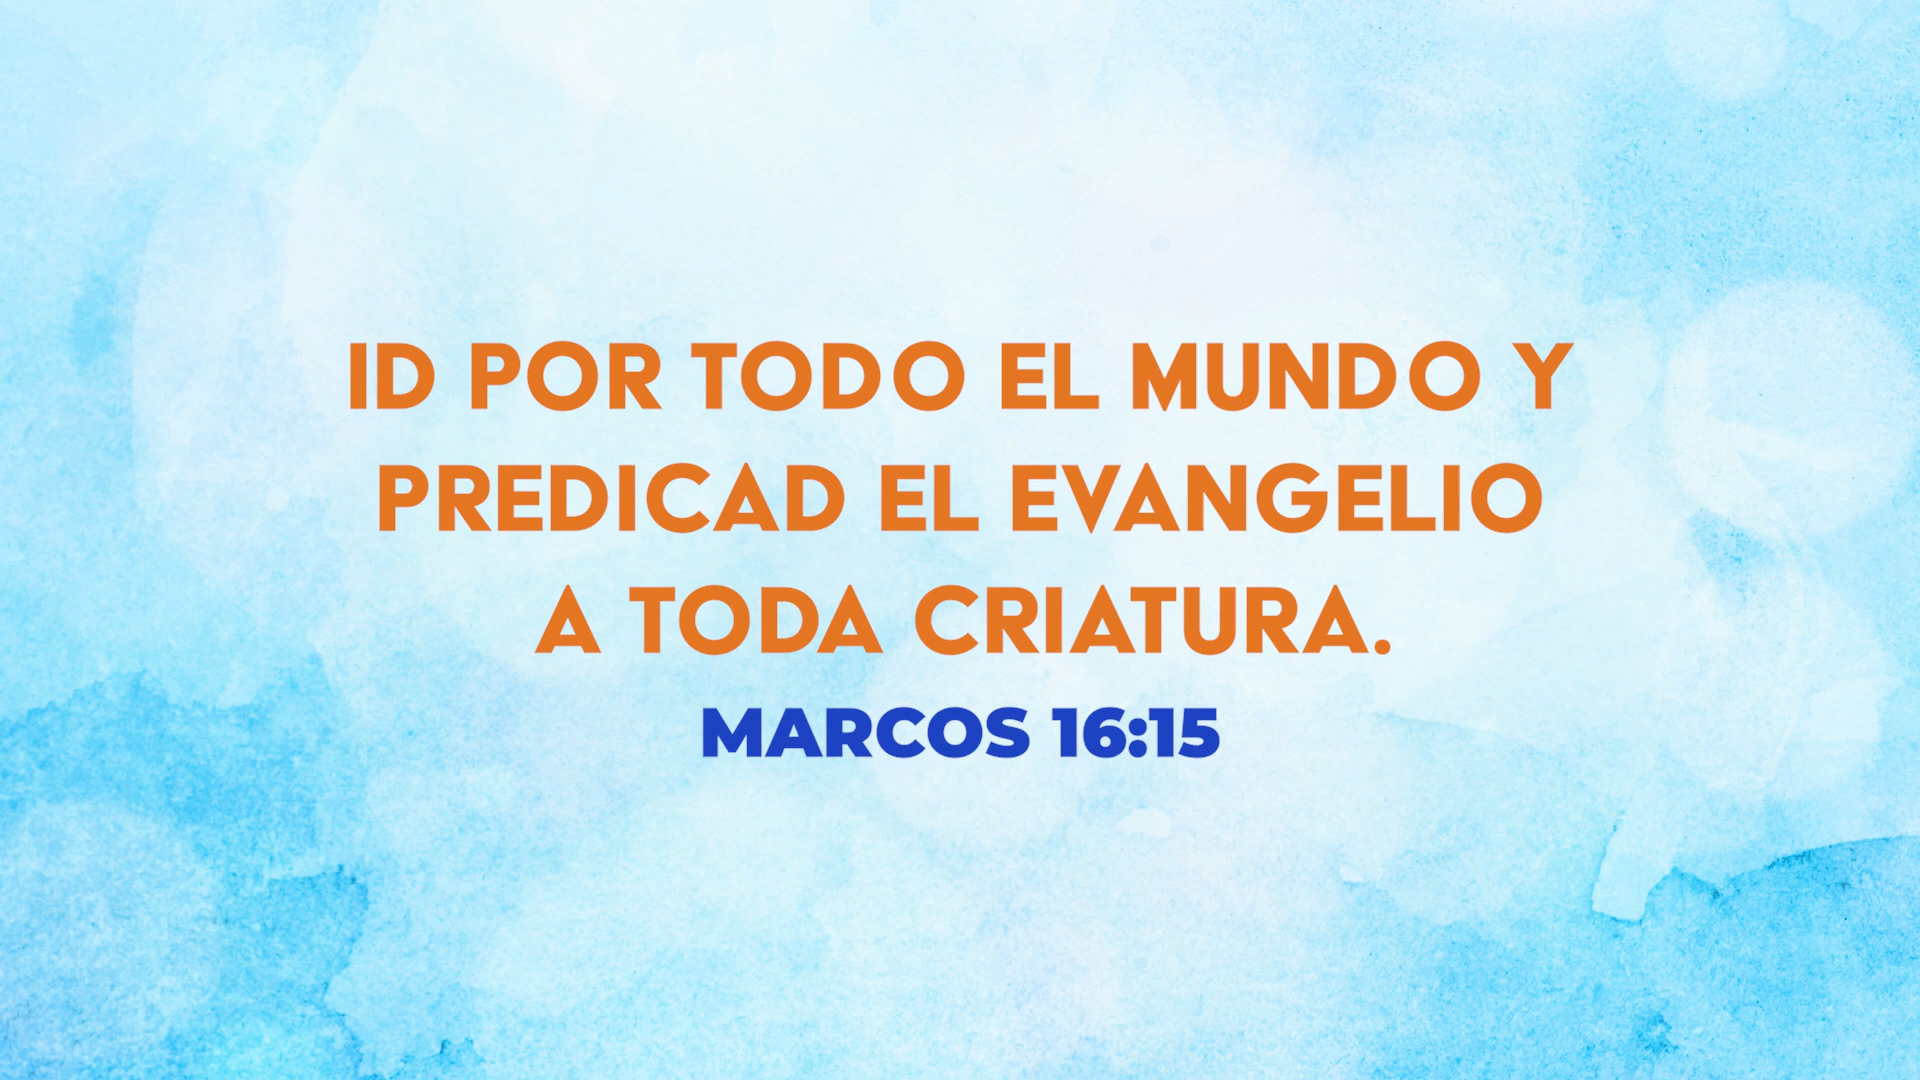 ID POR TODO EL MUNDO Y
PREDICAD EL EVANGELIO
A TODA CRIATURA.
MARCOS 16:15